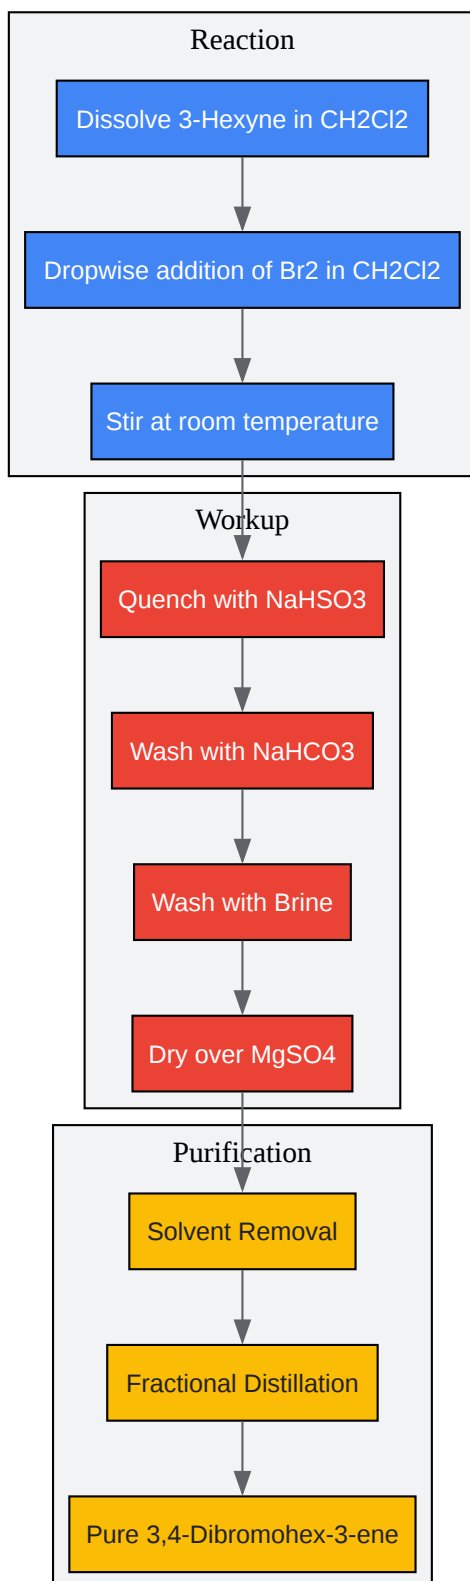 Reaction
Dissolve 3-Hexyne in CH2Cl2
Dropwise addition of Br2 in CH2Cl2
Stir at room temperature
Workup
Quench with NaHSO3
Wash with NaHCO3
Wash with Brine
Dry over MgSO4
Purification
Solvent Removal
Fractional Distillation
Pure 3,4-Dibromohex-3-ene